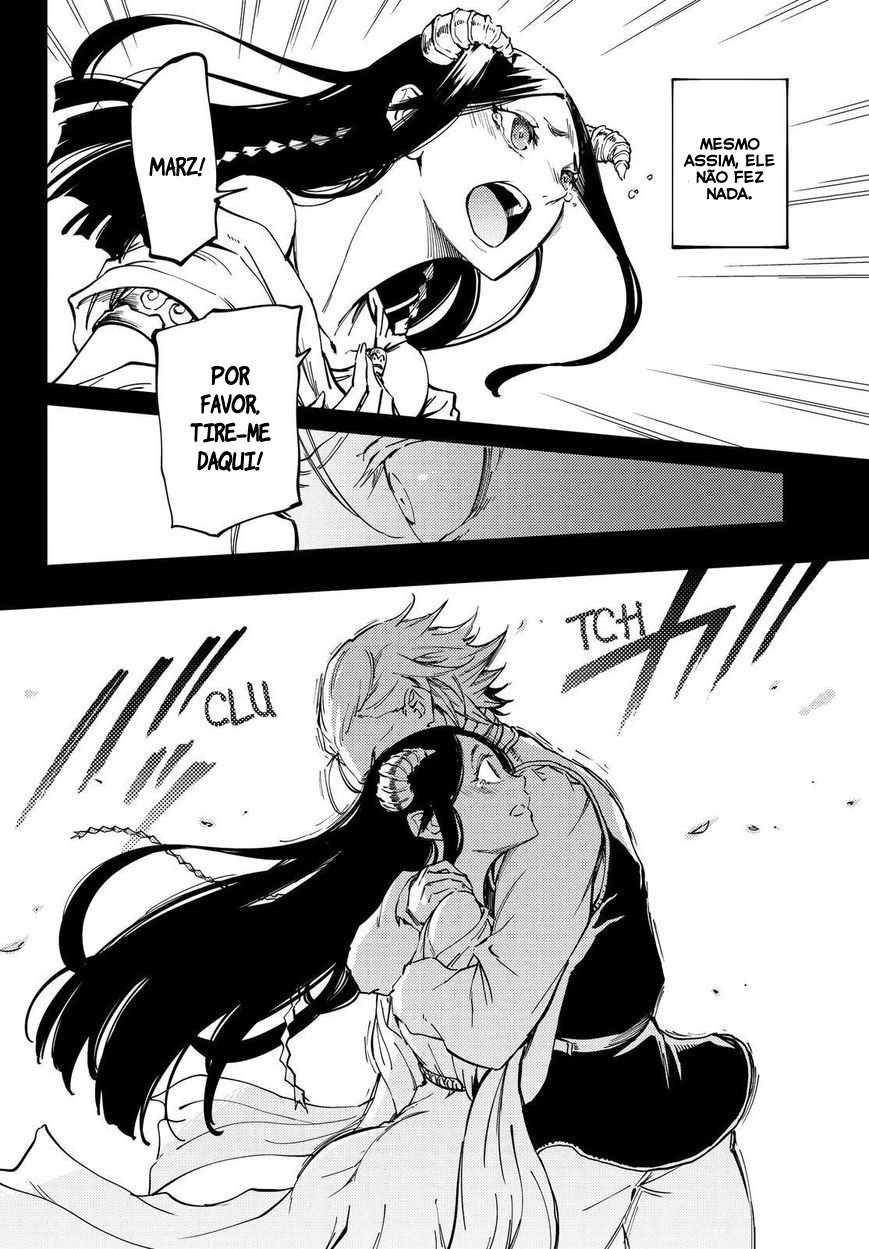 MESMO
ASSIM, ELE
NÃO FEZ
NADA.
MARZ!
POR
FAVOR,
TIRE-ME
DAQUI!
TCH
CLU